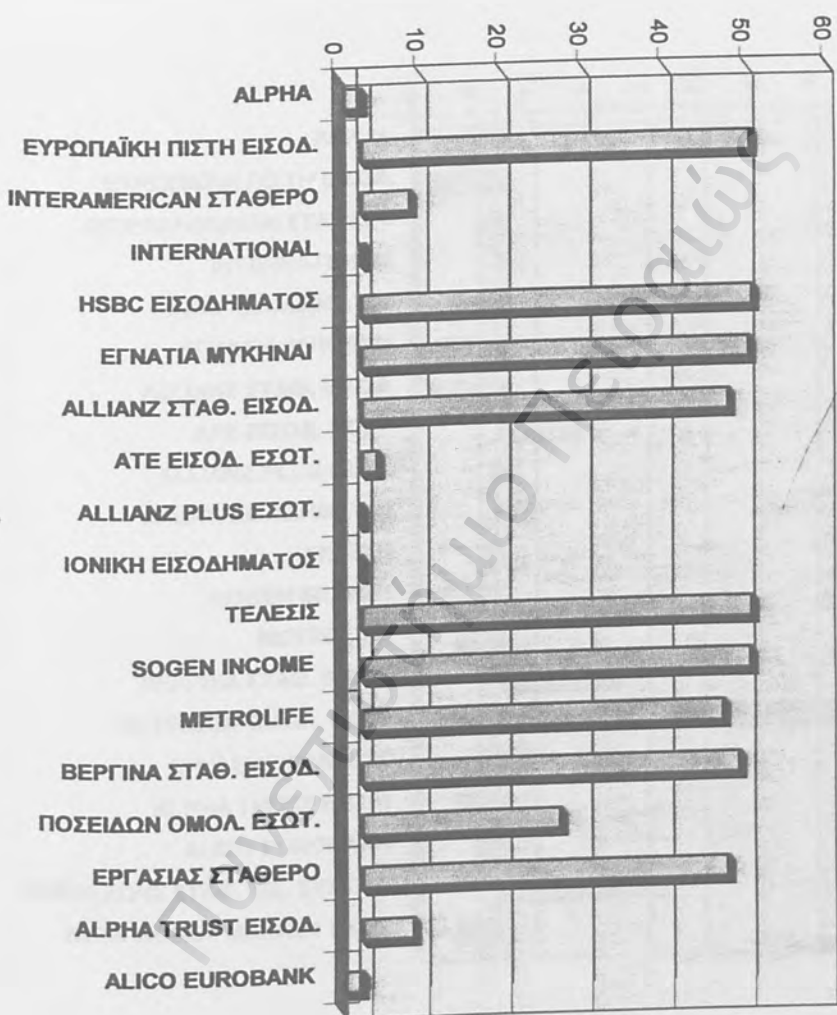 0
10
20
30
40
50
60
ALPHA
ΕΥΡΩΠΑΪΚΗ ΠΙΣΤΗ ΕΙΣΟΔ.
INTERAMERICAN ΣΤΑΘΕΡΟ
INTERNATIONAL
HSBC ΕΙΣΟΔΗΜΑΤΟΣ
ΕΓΝΑΤΙΑ ΜΥΚΗΝΑΙ
ALLIANZ ΣΤΑΘ. ΕΙΣΟΔ.
ΑΤΕ ΕΙΣΟΔ. ΕΣΩΤ.
ALLIANZ PLUS ΕΣΩΤ.
ΙΟΝΙΚΗ ΕΙΣΟΔΗΜΑΤΟΣ
ΤΕΛΕΣΙΣ
SOGEN INCOME
METROLIFE
ΒΕΡΓΙΝΑ ΣΤΑΘ. ΕΙΣΟΔ.
ΠΟΣΕΙΔΩΝ ΟΜΟΛ. ΕΣΩΤ.
ΕΡΓΑΣΙΑΣ ΣΤΑΘΕΡΟ
ALPHA TRUST ΕΙΣΟΔ.
ALICO EUROBANK
Πανεπιστήμιο Πειραιώς